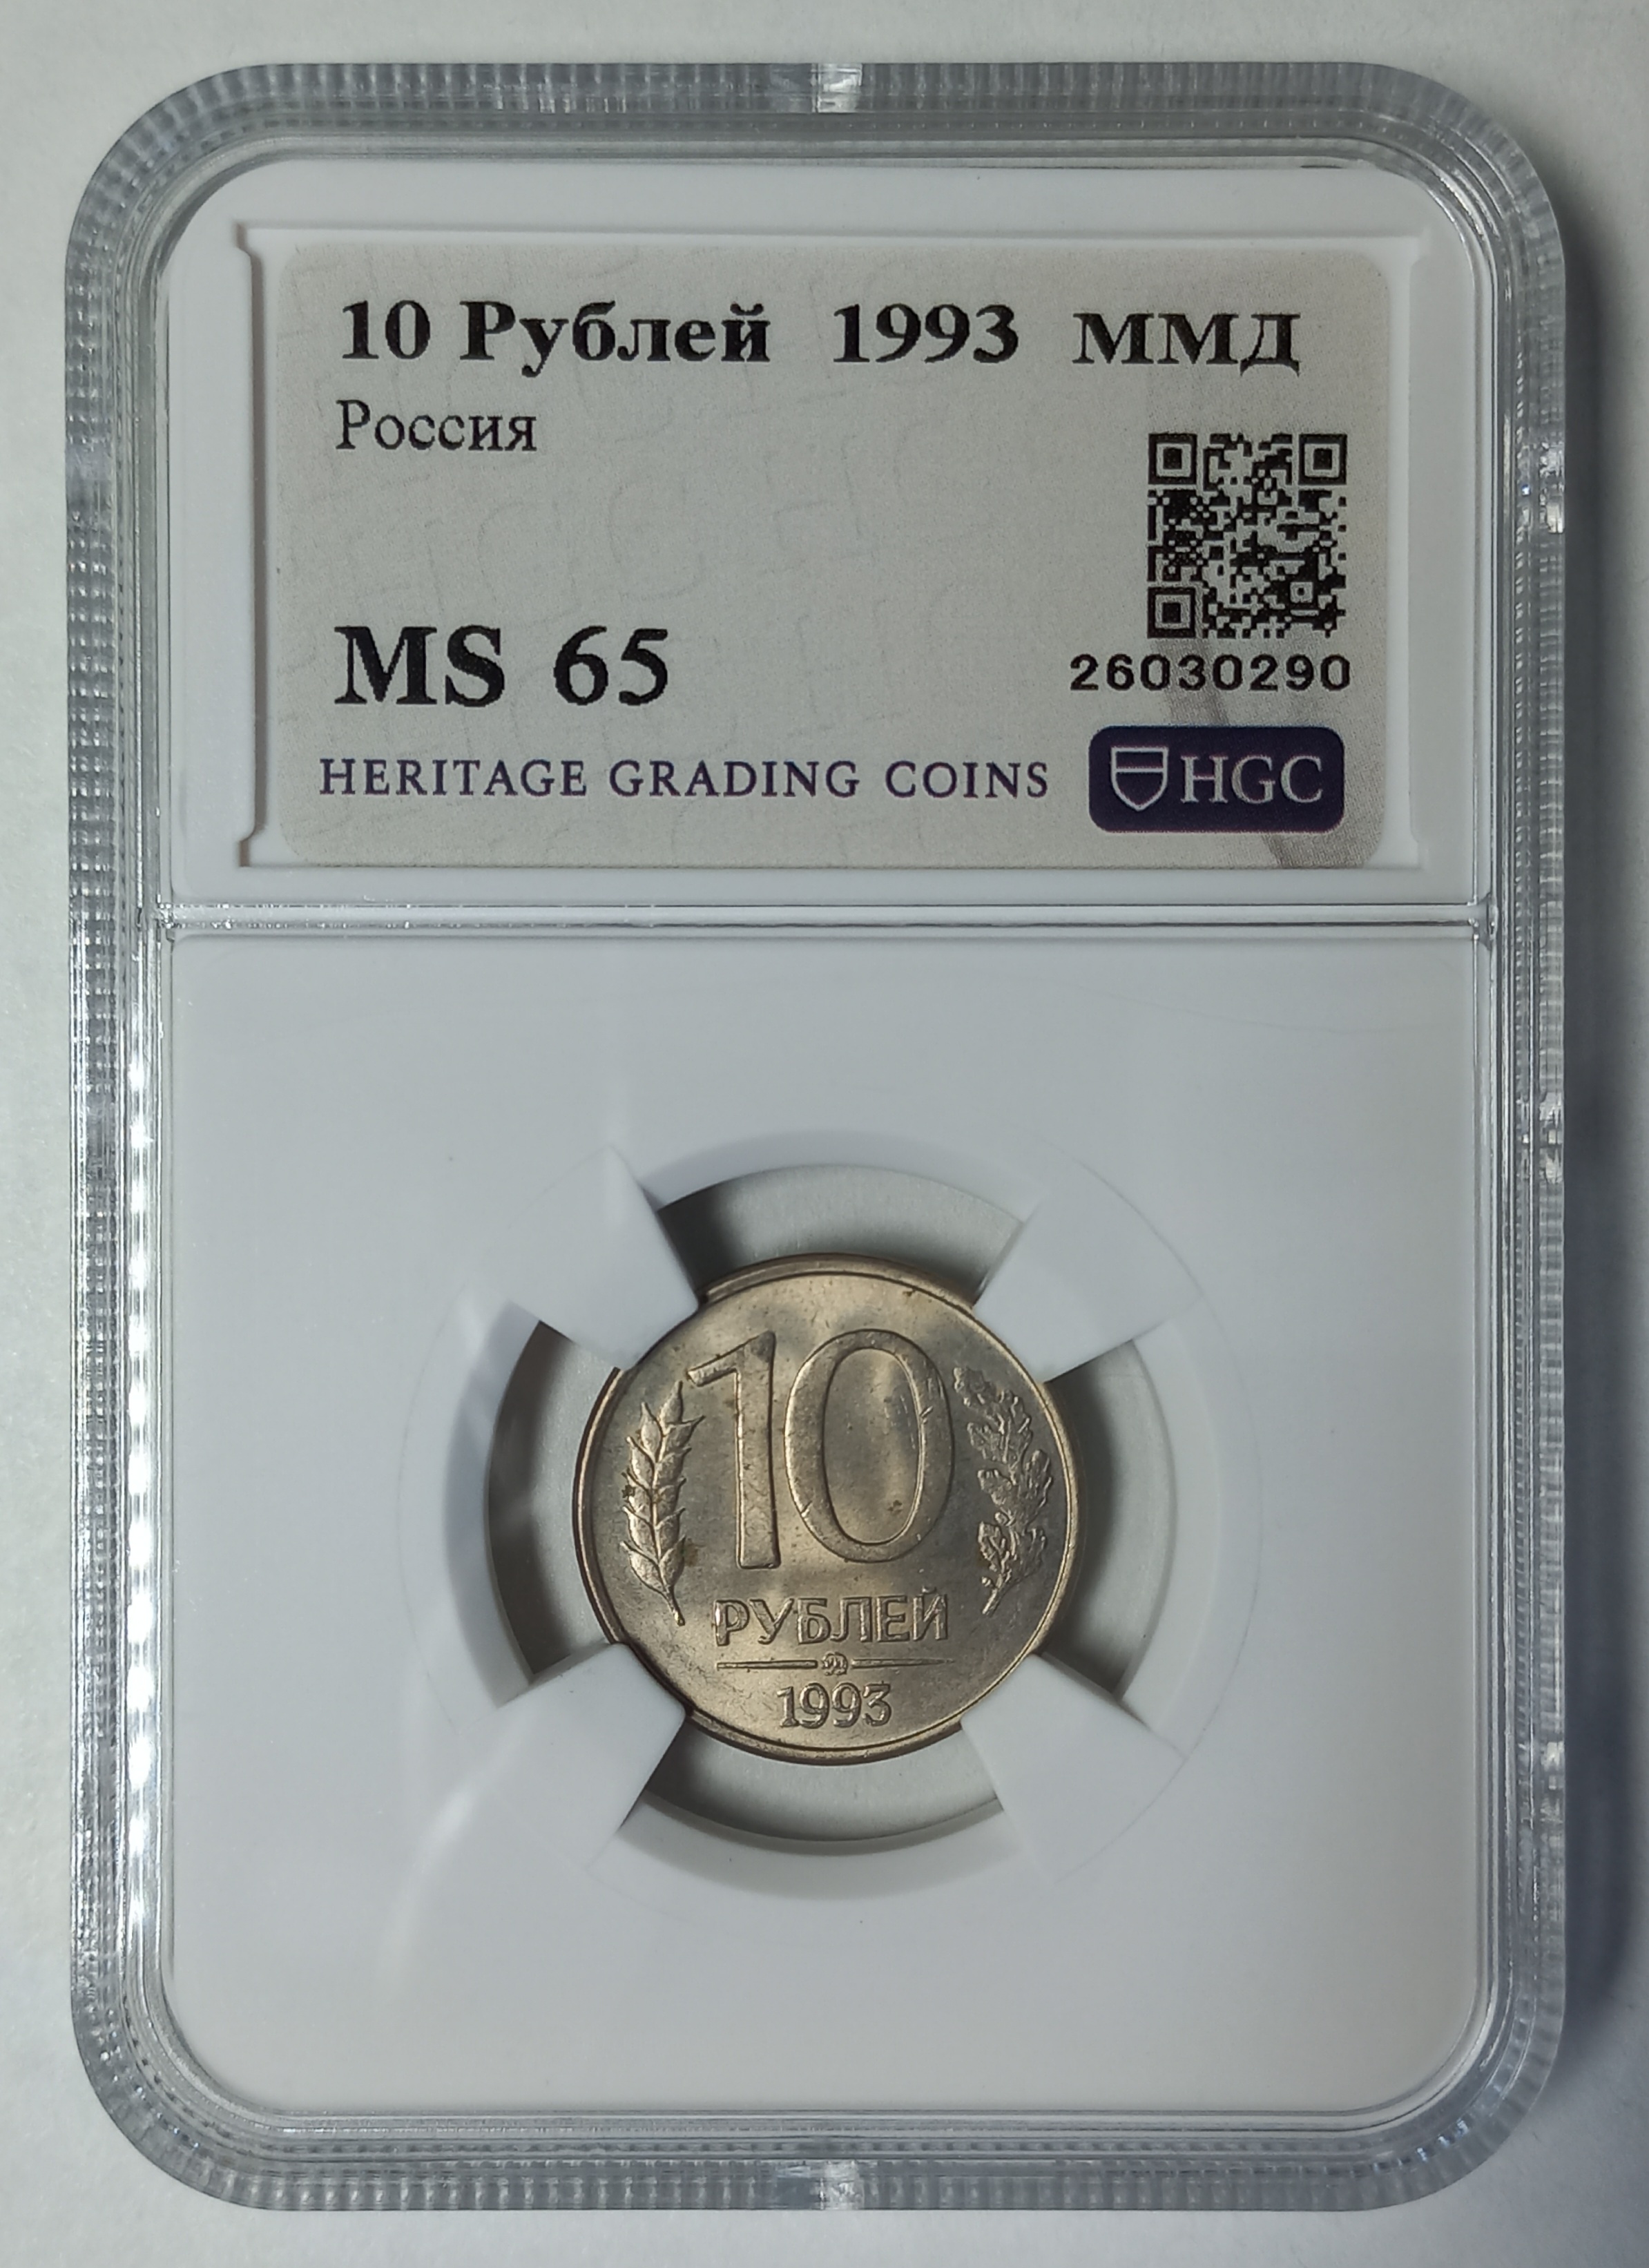 10 Рублей 1993 ММД
Россия
MS 65
26030290
HERITAGE GRADING COINS HGC
10
РУБЛЕЙ
1993